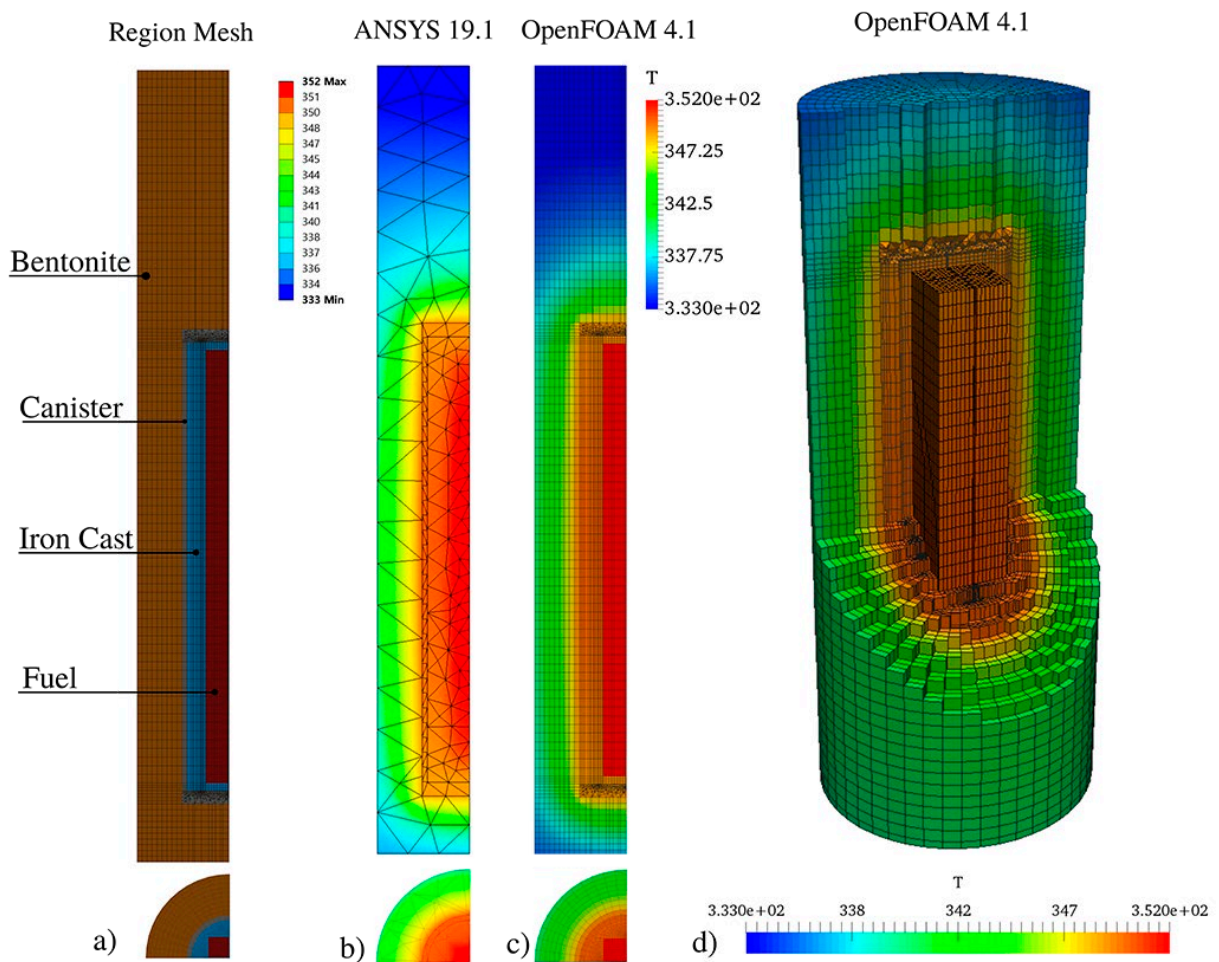 Region Mesh
ANSYS 19.1
OpenFOAM 4.1
OpenFOAM 4.1
Bentonite
Canister
Iron Cast
Fuel
352 Max
351
350
348
347
345
344
343
341
340
338
337
336
334
333 Min
T
3.520e+02
347.25
342.5
337.75
3.330e+02
a)
b)
c)
d)
T
3.330e+02
338
342
347
3.520e+02